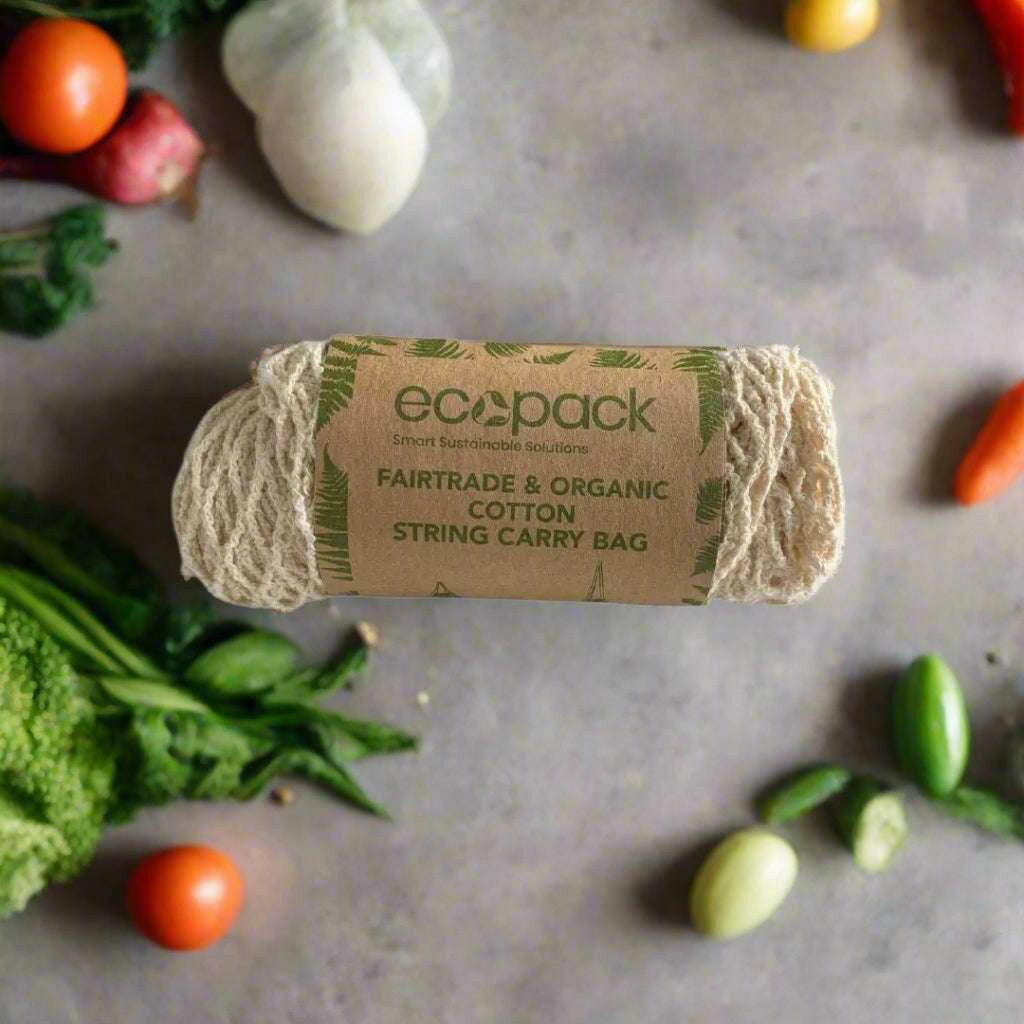 ecopack
Smart Sustainable Solutions
FAIRTRADE & ORGANIC
COTTON
STRING CARRY BAG